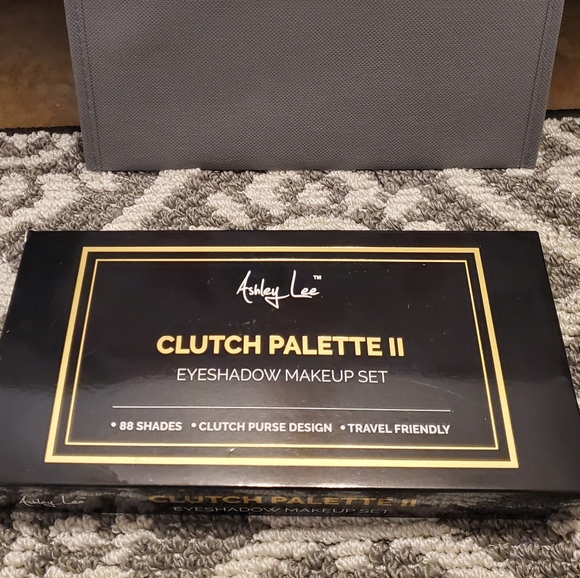 Ashley Lee™
CLUTCH PALETTE II
EYESHADOW MAKEUP SET
• 88 SHADES • CLUTCH PURSE DESIGN • TRAVEL FRIENDLY
Ashley Lee
CLUTCH PALETTE II
EYESHADOW MAKEUP SET